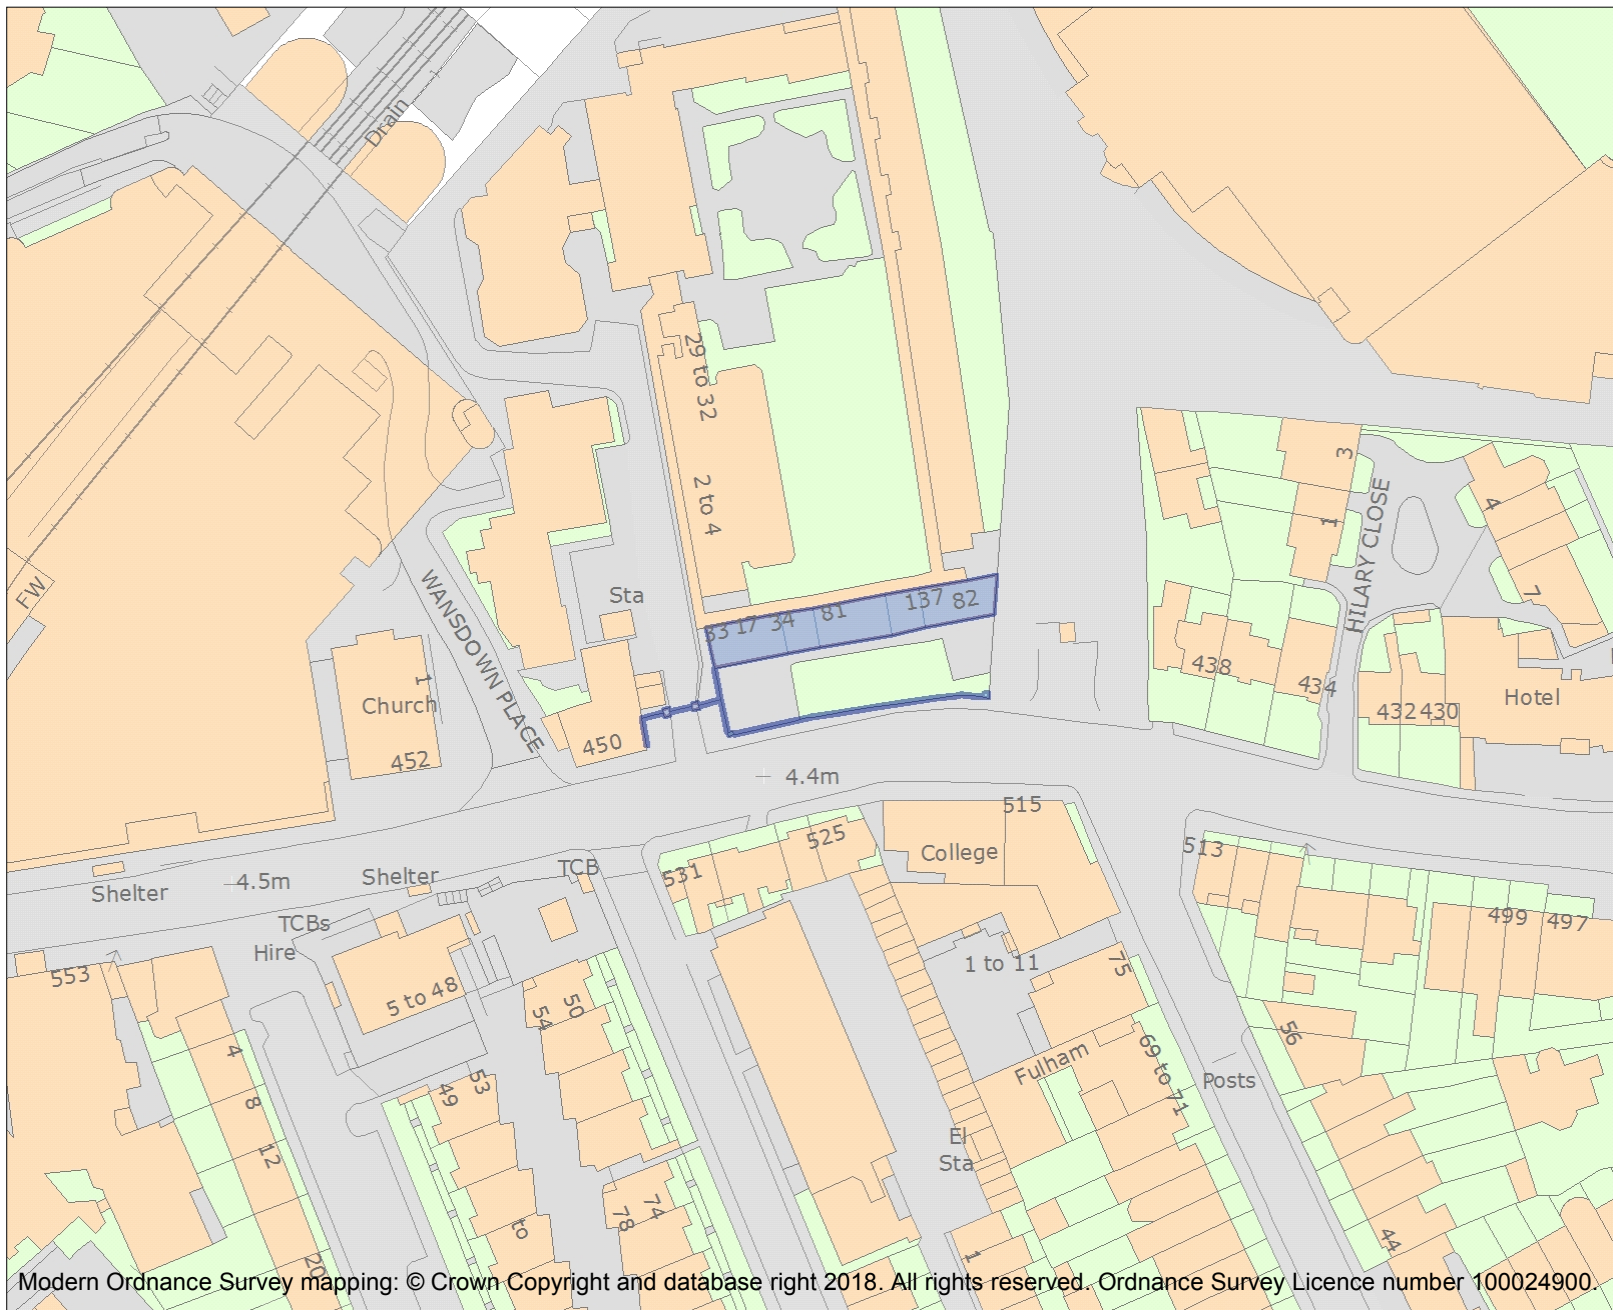 Drain
29 to 32
2 to 4
3
1
HILARY CLOSE
4
7
FW
WANSDOWN PLACE
Sta
33 17 34 81 137 82
438
434
432 430
Hotel
Church
1
452
450
4.4m
515
525
College
513
531
TCB
Shelter
4.5m
Shelter
TCBs
Hire
553
5 to 48
54
50
1 to 11
75
499
497
56
Fulham
69 to 71
Posts
4
8
12
20
49
53
to
78
74
El
Sta
1
44
Modern Ordnance Survey mapping: © Crown Copyright and database right 2018. All rights reserved. Ordnance Survey Licence number 100024900.